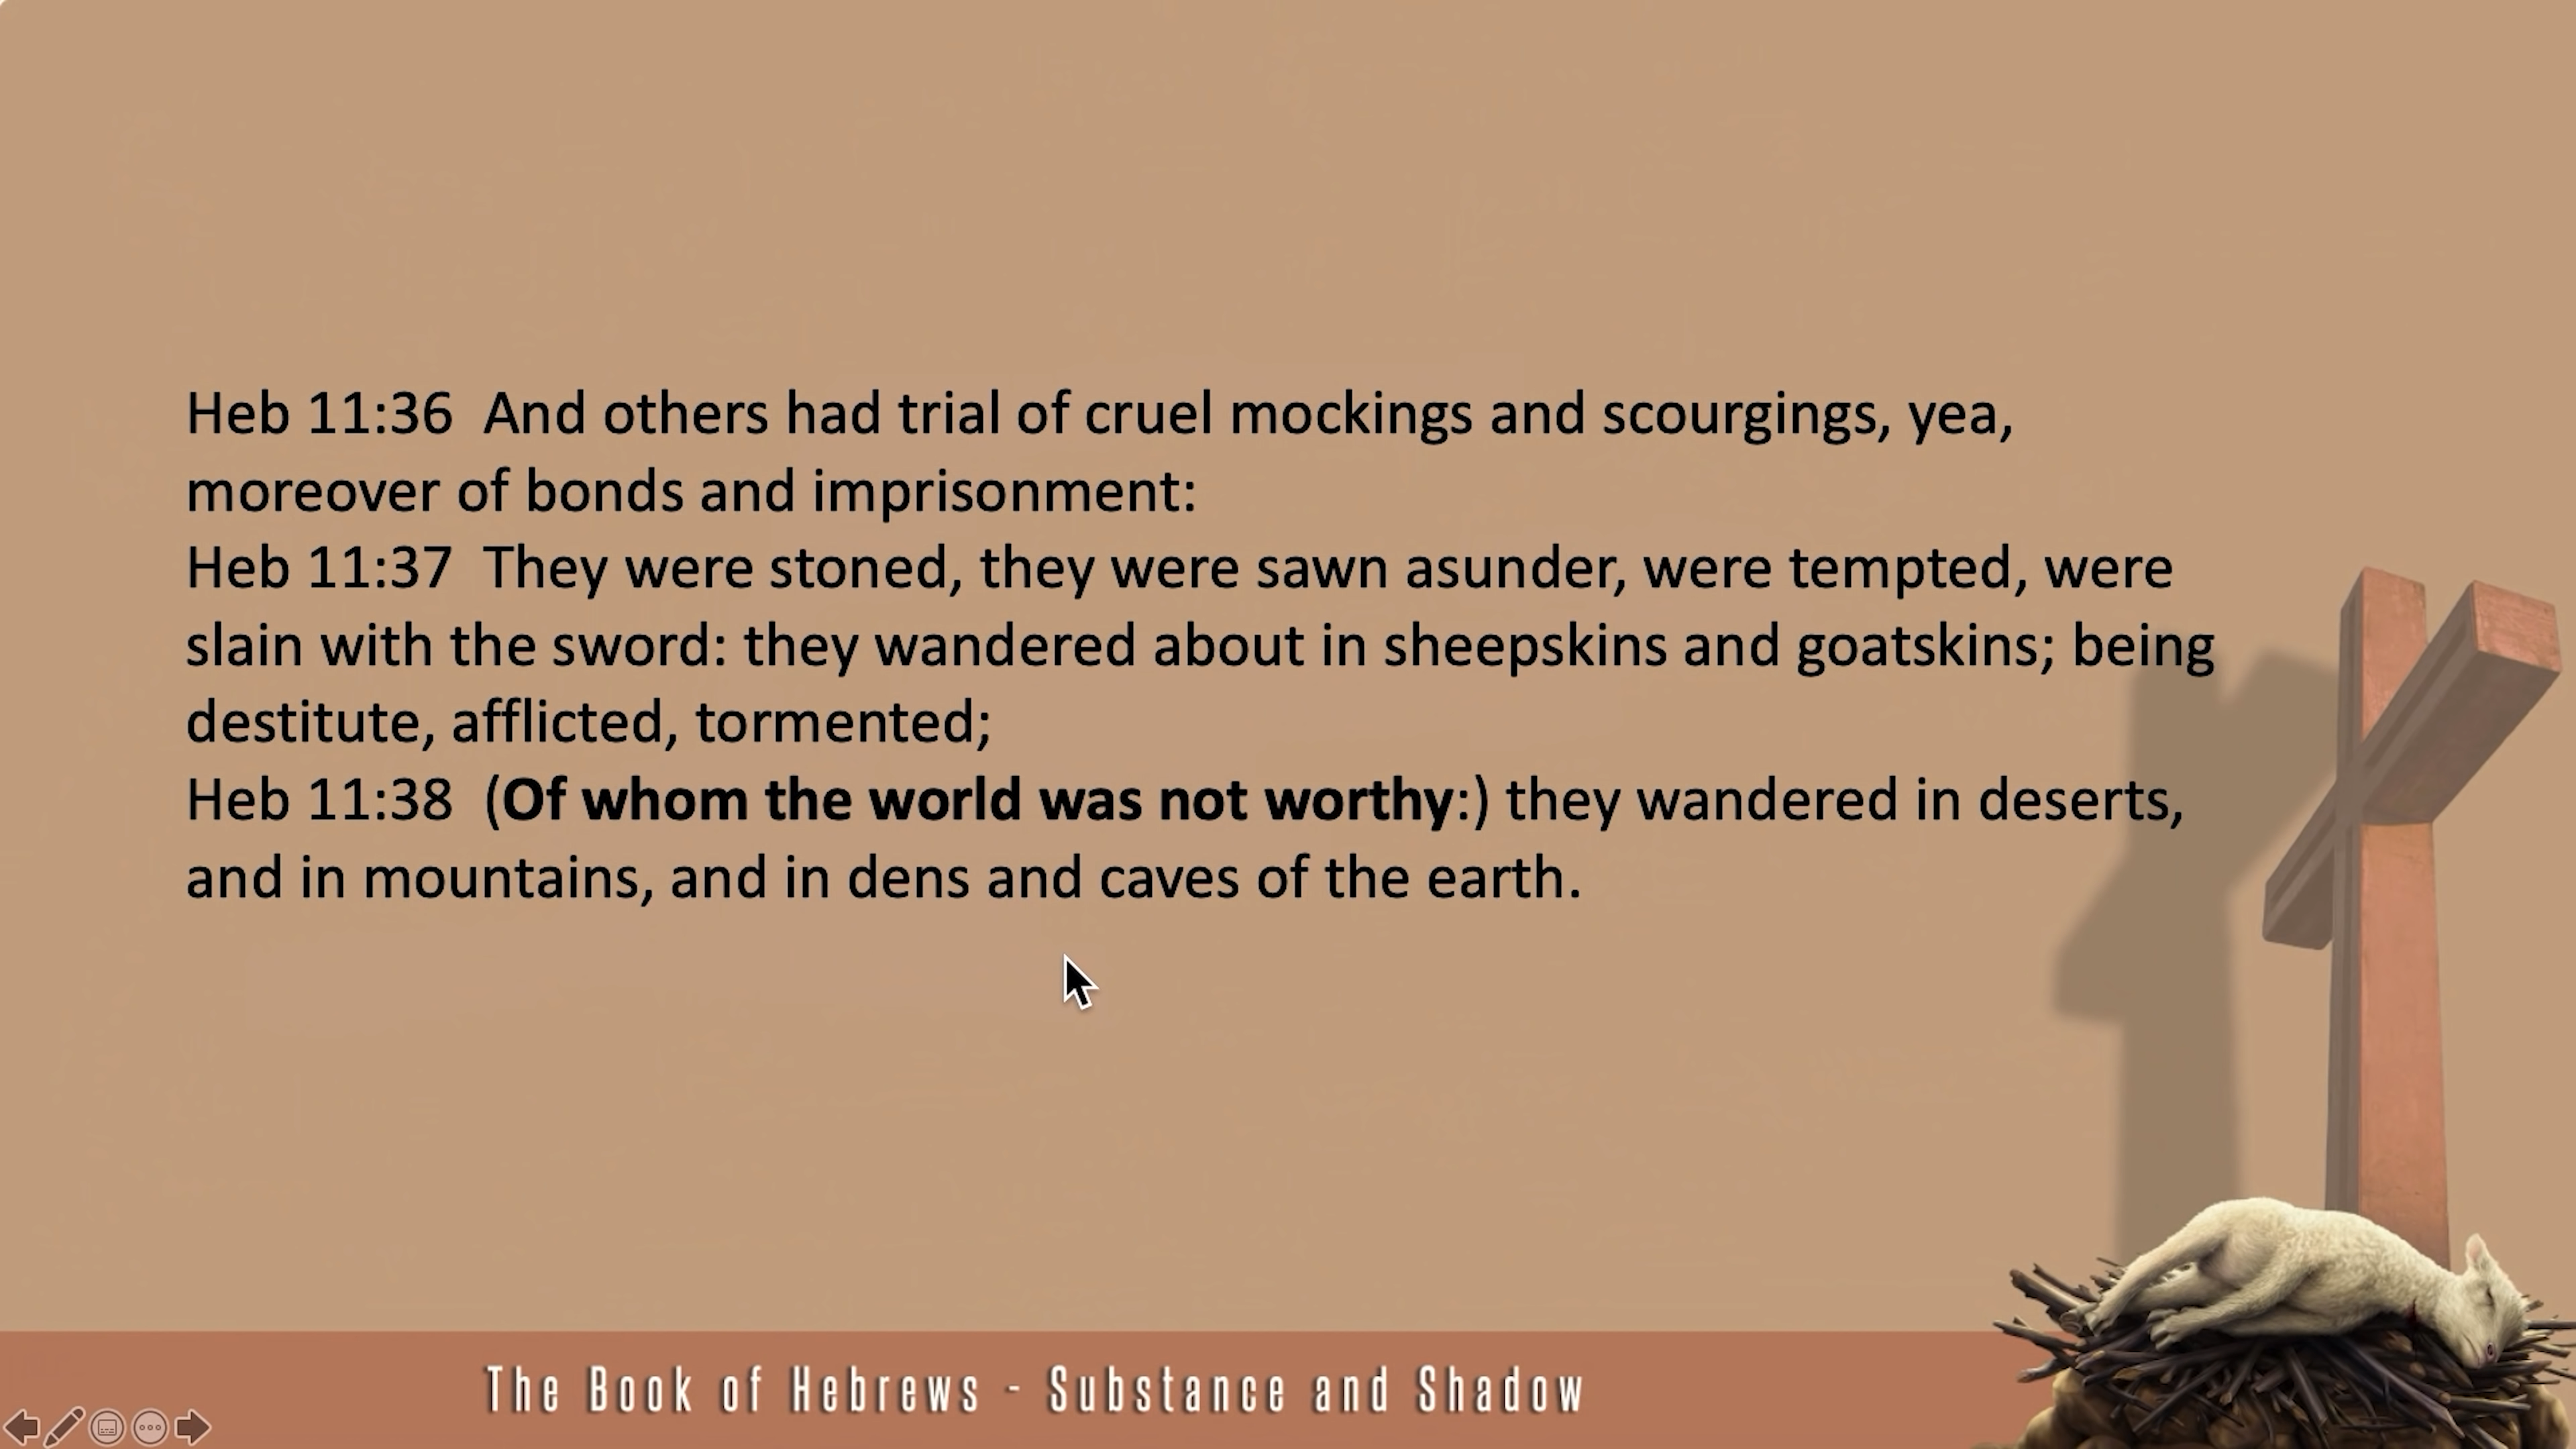 Heb 11:36  And others had trial of cruel mockings and scourgings, yea,
moreover of bonds and imprisonment:
Heb 11:37  They were stoned, they were sawn asunder, were tempted, were
slain with the sword: they wandered about in sheepskins and goatskins; being
destitute, afflicted, tormented;
Heb 11:38  (Of whom the world was not worthy:) they wandered in deserts,
and in mountains, and in dens and caves of the earth.
The Book of Hebrews - Substance and Shadow